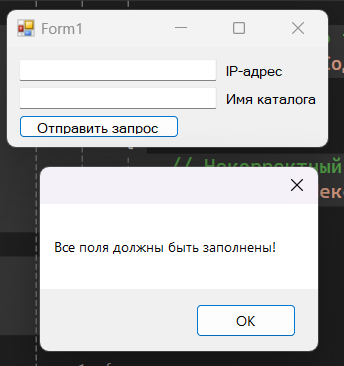 Form1
IP-адрес
Имя каталога
Отправить запрос
// Некорректный
Все поля должны быть заполнены!
OK